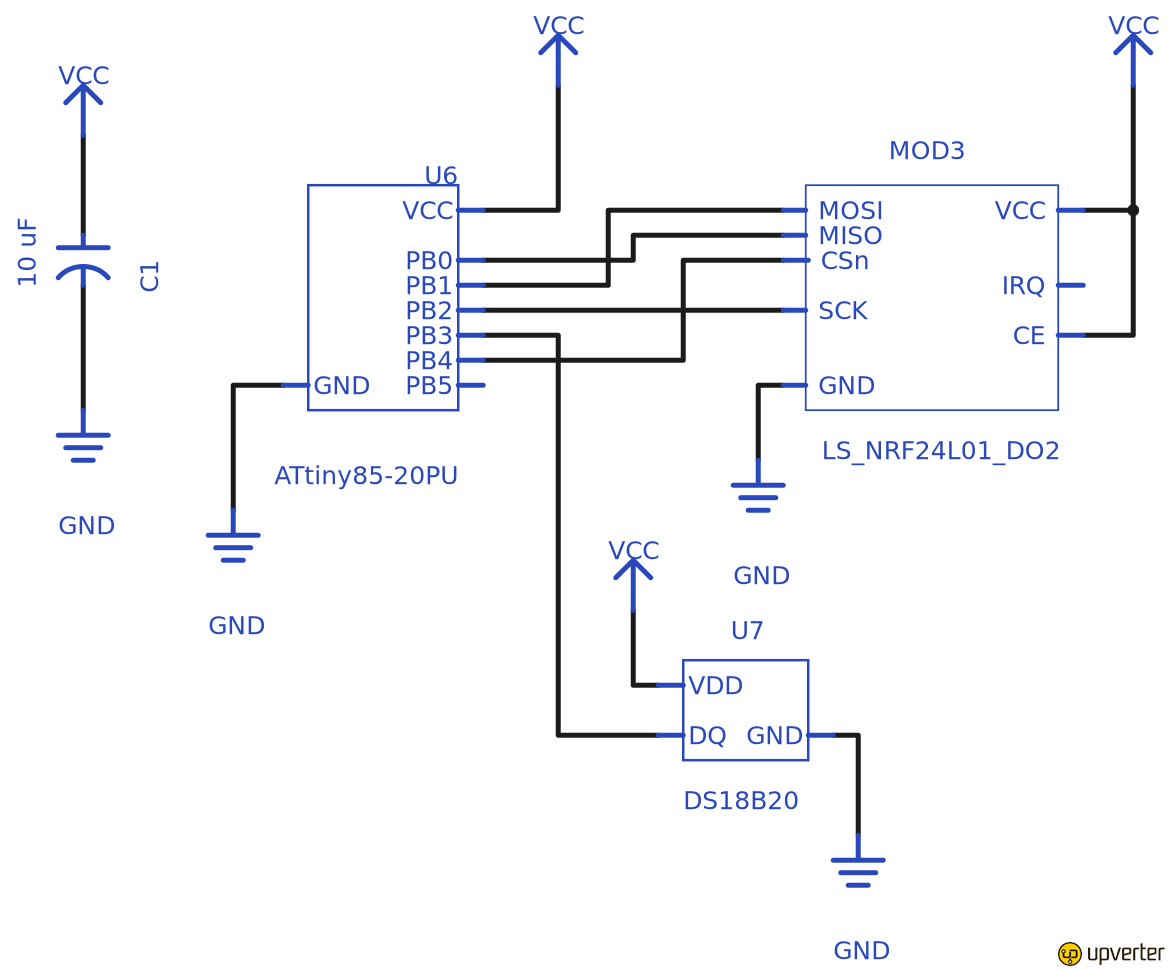 VCC
10 uF
C1
GND
VCC
U6
VCC
PB0
PB1
PB2
PB3
PB4
GND PB5
ATtiny85-20PU
GND
VCC
MOD3
MOSI VCC
MISO
CSn
IRQ
SCK
CE
GND
LS_NRF24L01_DO2
GND
VCC
U7
VDD
DQ GND
DS18B20
GND
upverter